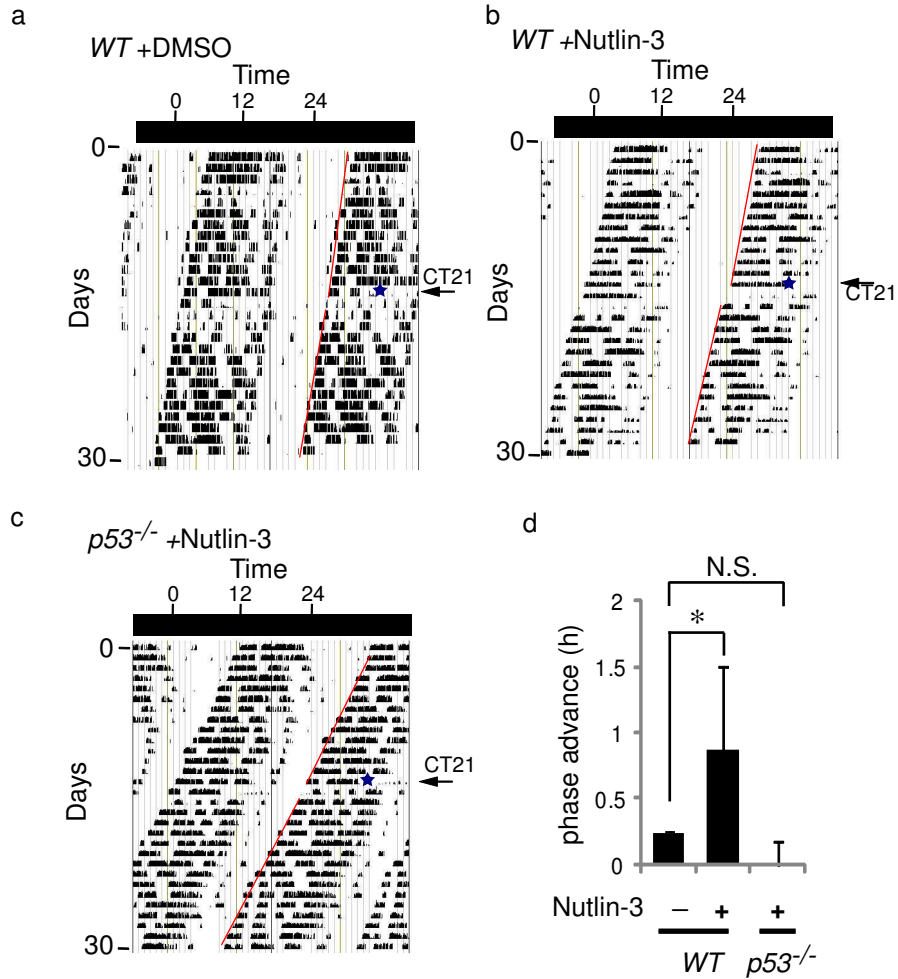 a
WT +DMSO
Time
0 12 24
0
Days
CT21
30
b
WT +Nutlin-3
Time
0 12 24
0
Days
CT21
30
c
p53-/- +Nutlin-3
Time
0 12 24
0
Days
CT21
30
d
N.S.
*
2
1.5
1
0.5
0
phase advance (h)
Nutlin-3 – + +
WT p53-/-